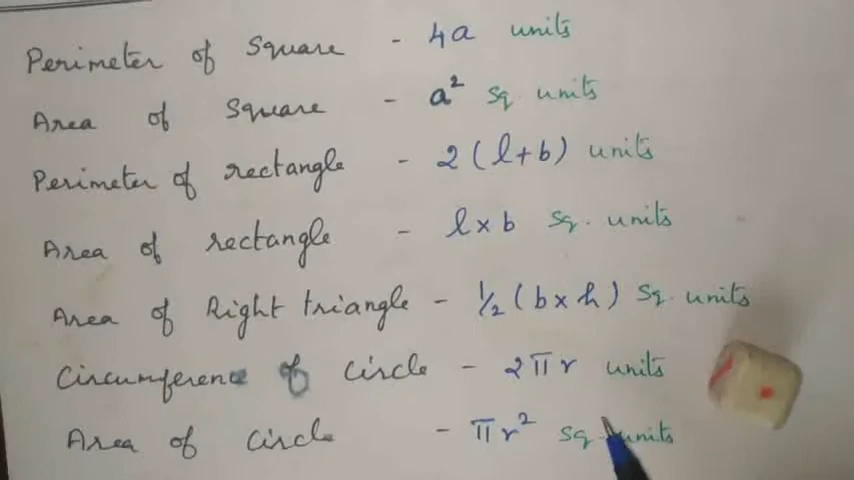 Perimeter of Square - 4a units
Area of Square - a² sq units
Perimeter of rectangle - 2 (l+b) units
Area of rectangle - l × b sq. units
Area of Right triangle - 1/2 (b × h) sq. units
Circumference of circle - 2πr units
Area of circle - πr² sq. units